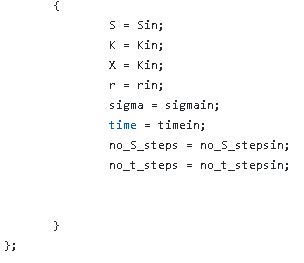 {
S = Sin;
K = Kin;
X = Kin;
r = rin;
sigma = sigmain;
time = timein;
no_S_steps = no_S_stepsin;
no_t_steps = no_t_stepsin;
}
};